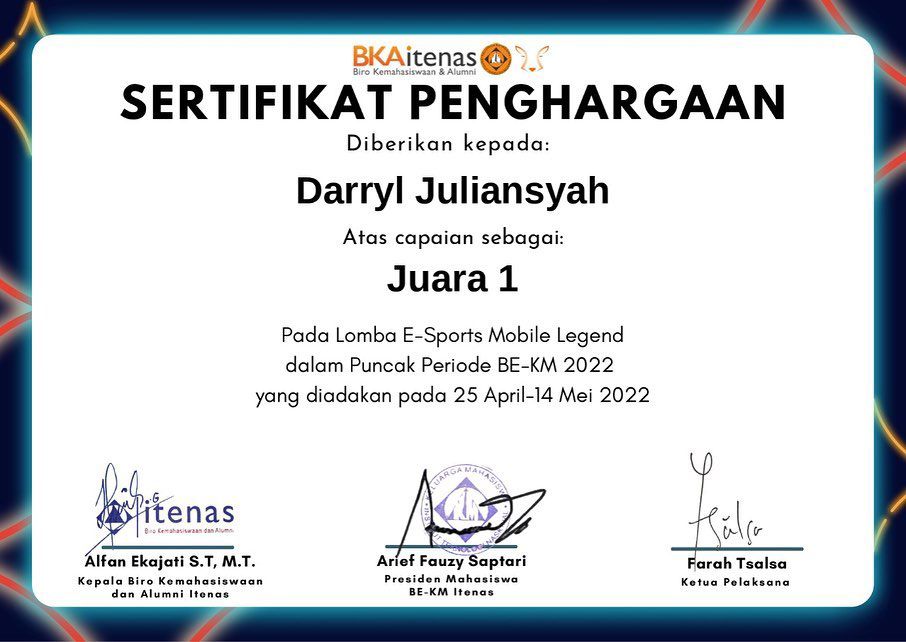 BKAitenas
Biro Kemahasiswaan & Alumni
SERTIFIKAT PENGHARGAAN
Diberikan kepada:
Darryl Juliansyah
Atas capaian sebagai:
Juara 1
Pada Lomba E-Sports Mobile Legend
dalam Puncak Periode BE-KM 2022
yang diadakan pada 25 April-14 Mei 2022
itenas
Biro Kemahasiswaan dan Alumni
Alfan Ekajati S.T, M.T.
Kepala Biro Kemahasiswaan
dan Alumni Itenas
KELUARGA MAHASISWA
Arief Fauzy Saptari
Presiden Mahasiswa
BE-KM Itenas
Farah Tsalsa
Ketua Pelaksana